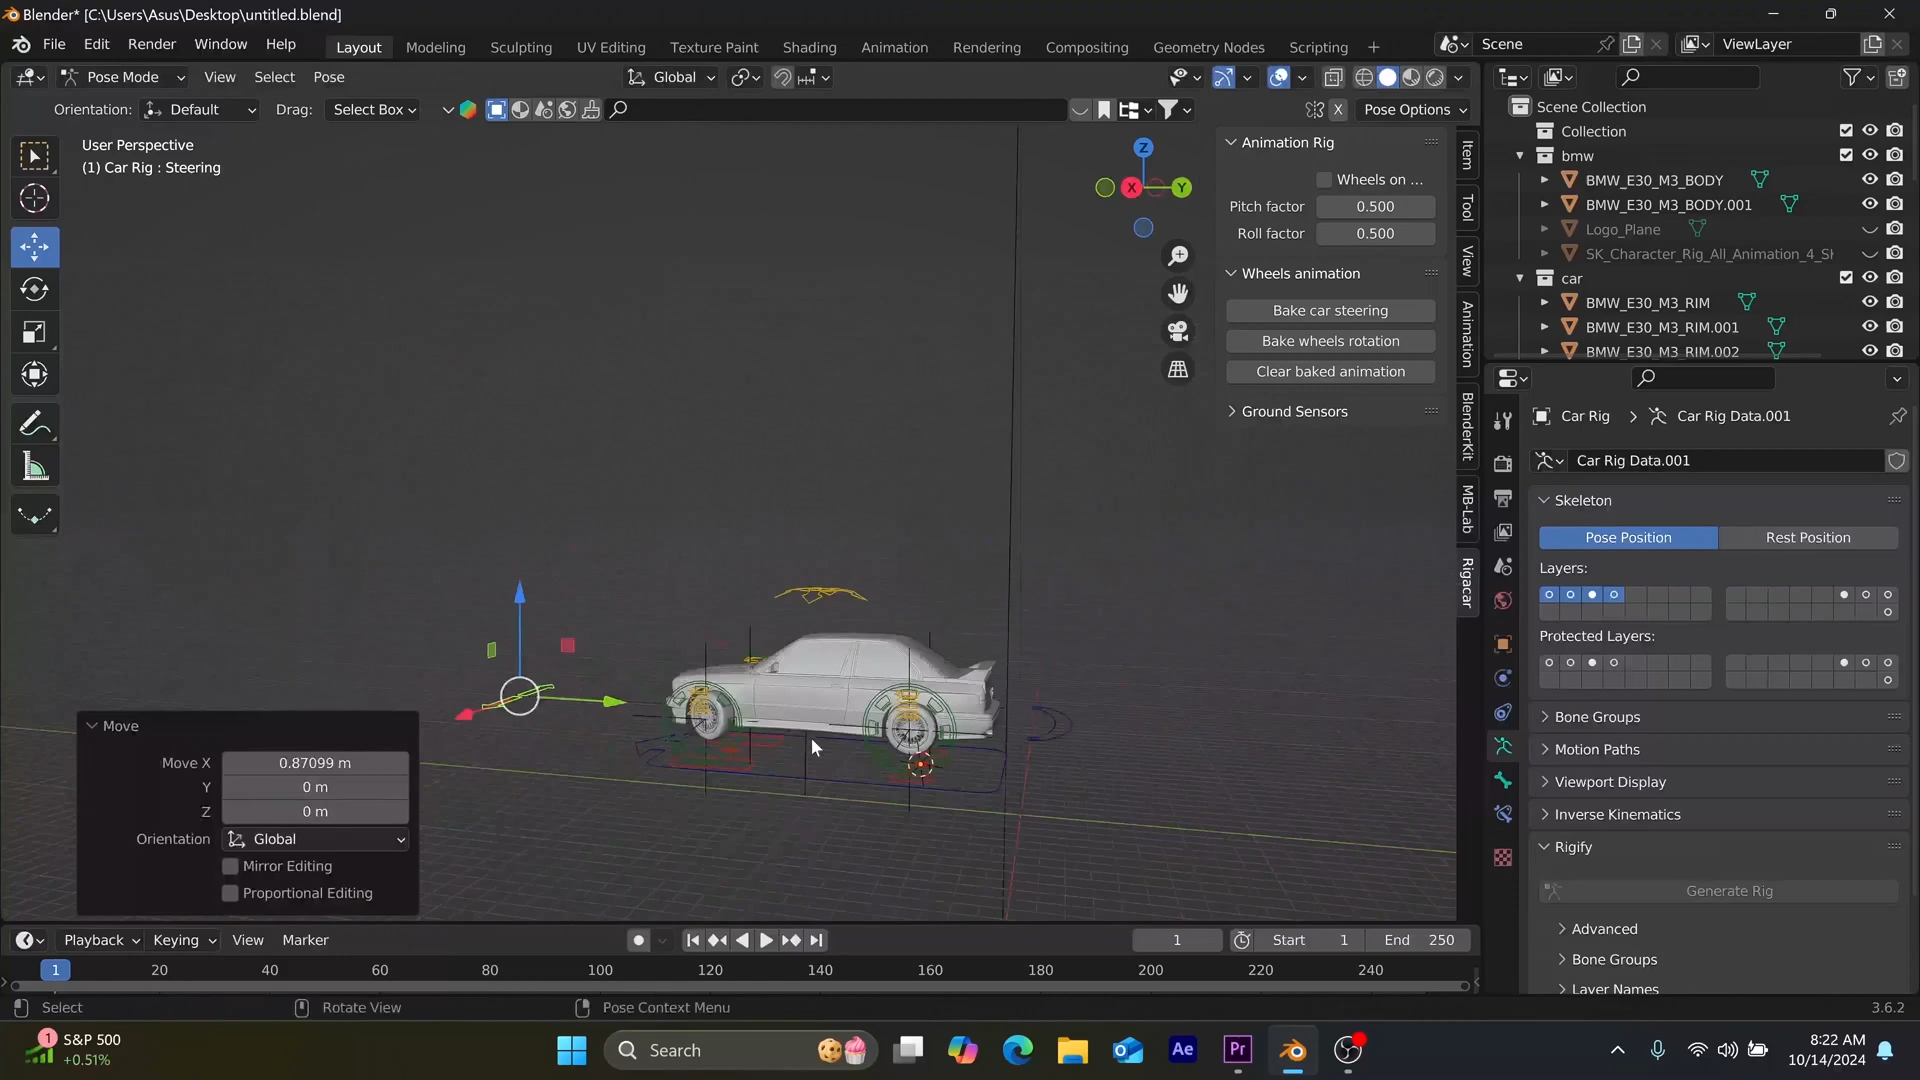 Blender* [C:\Users\Asus\Desktop\untitled.blend]
File Edit Render Window Help Layout Modeling Sculpting UV Editing Texture Paint Shading Animation Rendering Compositing Geometry Nodes Scripting + Scene ViewLayer
Pose Mode View Select Pose Global
Orientation: Default Drag: Select Box X Pose Options
User Perspective
(1) Car Rig : Steering
Z
X
Y
Animation Rig
Wheels on ...
Pitch factor 0.500
Roll factor 0.500
Wheels animation
Bake car steering
Bake wheels rotation
Clear baked animation
Ground Sensors
Item
Tool
View
Animation
BlenderKit
MB-Lab
Rigacar
Scene Collection
Collection
bmw
BMW_E30_M3_BODY
BMW_E30_M3_BODY.001
Logo_Plane
SK_Character_Rig_All_Animation_4_Sk
car
BMW_E30_M3_RIM
BMW_E30_M3_RIM.001
BMW_E30_M3_RIM.002
Car Rig Car Rig Data.001
Car Rig Data.001
Skeleton
Pose Position Rest Position
Layers:
Protected Layers:
Bone Groups
Motion Paths
Viewport Display
Inverse Kinematics
Rigify
Generate Rig
Advanced
Bone Groups
Layer Names
Move
Move X 0.87099 m
Y 0 m
Z 0 m
Orientation Global
Mirror Editing
Proportional Editing
Playback Keying View Marker 1 Start 1 End 250
1 20 40 60 80 100 120 140 160 180 200 220 240
Select Rotate View Pose Context Menu 3.6.2
1 S&P 500
+0.51%
Search
Ae
Pr
8:22 AM
10/14/2024